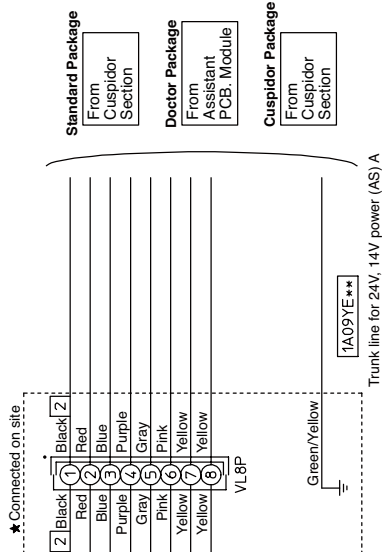 ★Connected on site
2 Black 1 Black 2
Red 2 Red
Blue 3 Blue
Purple 4 Purple
Gray 5 Gray
Pink 6 Pink
Yellow 7 Yellow
Yellow 8 Yellow
VL8P
Green/Yellow
1A09YE**
Trunk line for 24V, 14V power (AS) A
Standard Package
From
Cuspidor
Section
Doctor Package
From
Assistant
PCB. Module
Cuspidor Package
From
Cuspidor
Section